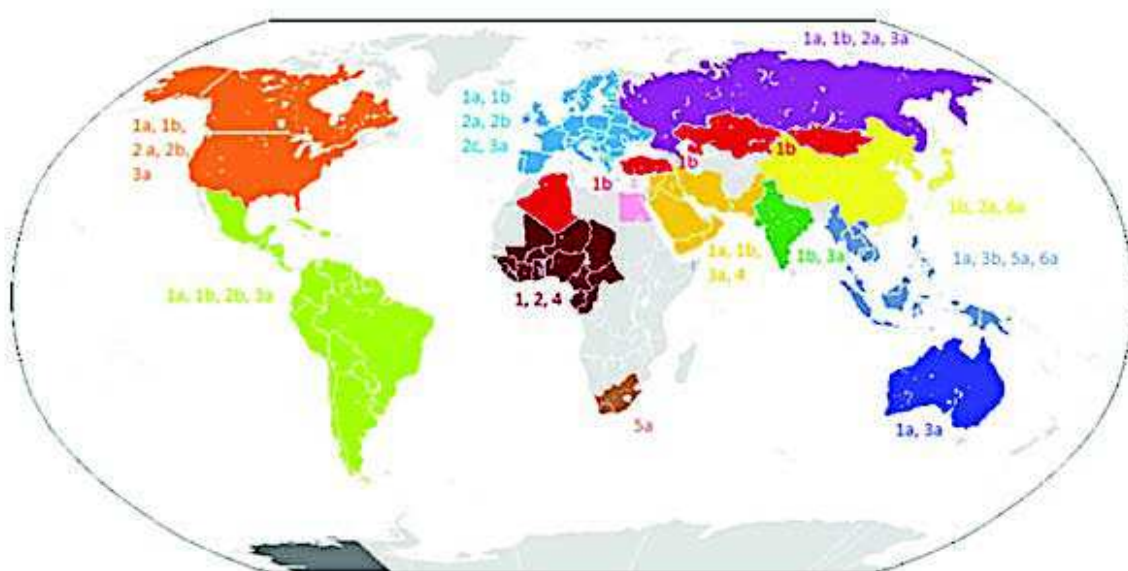 1a, 1b, 2a, 3a
1a, 1b
2a, 2b
2c, 3a
1a, 1b,
2a, 2b,
3a
1b
1b
1b
1b, 2a, 6a
1a, 1b,
3a, 4
1b, 3a
1a, 3b, 5a, 6a
1a, 1b, 2b, 3a
1, 2, 4
5a
1a, 3a